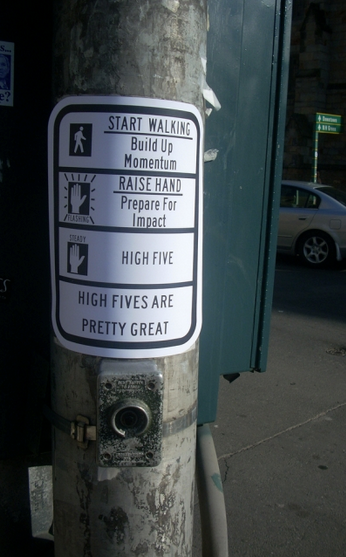 START WALKING
Build Up
Momentum
RAISE HAND
Prepare For
Impact
FLASHING
STEADY
HIGH FIVE
HIGH FIVES ARE
PRETTY GREAT